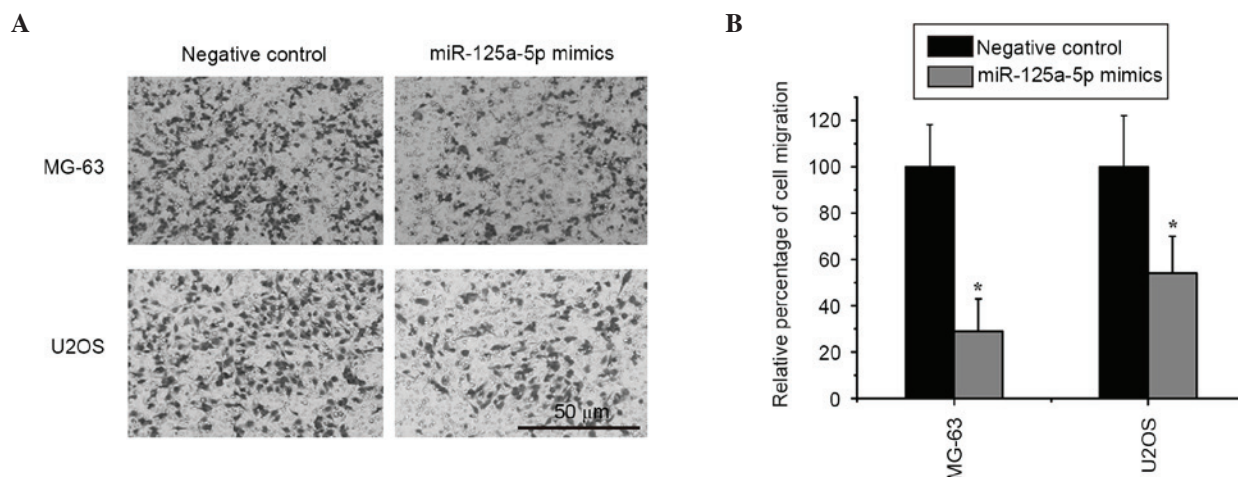 A
Negative control
miR-125a-5p mimics
MG-63
U2OS
50 μm
B
Negative control
miR-125a-5p mimics
Relative percentage of cell migration
120
100
80
60
40
20
0
*
*
MG-63
U2OS